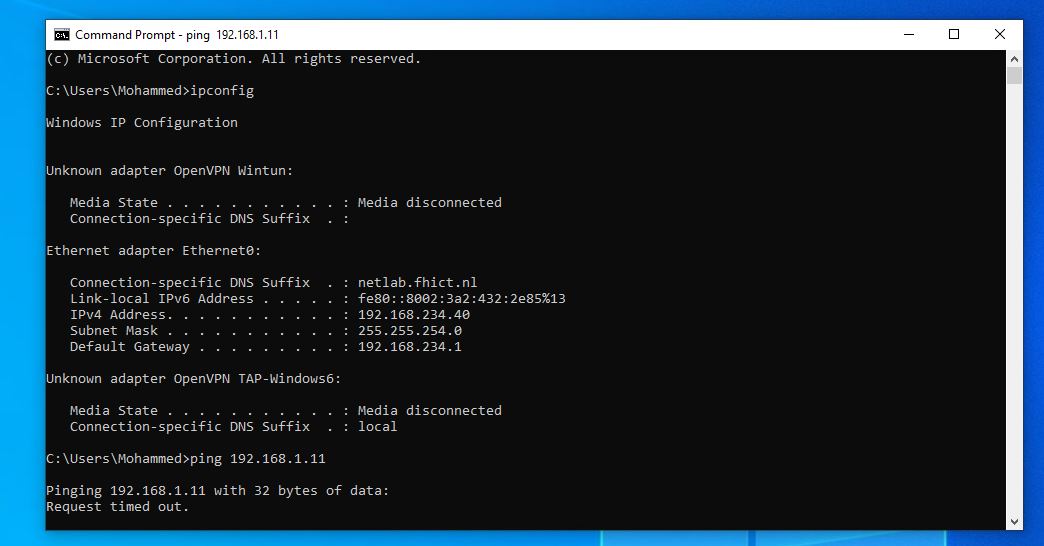 Command Prompt - ping  192.168.1.11
(c) Microsoft Corporation. All rights reserved.
C:\Users\Mohammed>ipconfig
Windows IP Configuration
Unknown adapter OpenVPN Wintun:
   Media State . . . . . . . . . . . : Media disconnected
   Connection-specific DNS Suffix  . :
Ethernet adapter Ethernet0:
   Connection-specific DNS Suffix  . : netlab.fhict.nl
   Link-local IPv6 Address . . . . . : fe80::8002:3a2:432:2e85%13
   IPv4 Address. . . . . . . . . . . : 192.168.234.40
   Subnet Mask . . . . . . . . . . . : 255.255.254.0
   Default Gateway . . . . . . . . . : 192.168.234.1
Unknown adapter OpenVPN TAP-Windows6:
   Media State . . . . . . . . . . . : Media disconnected
   Connection-specific DNS Suffix  . : local
C:\Users\Mohammed>ping 192.168.1.11
Pinging 192.168.1.11 with 32 bytes of data:
Request timed out.